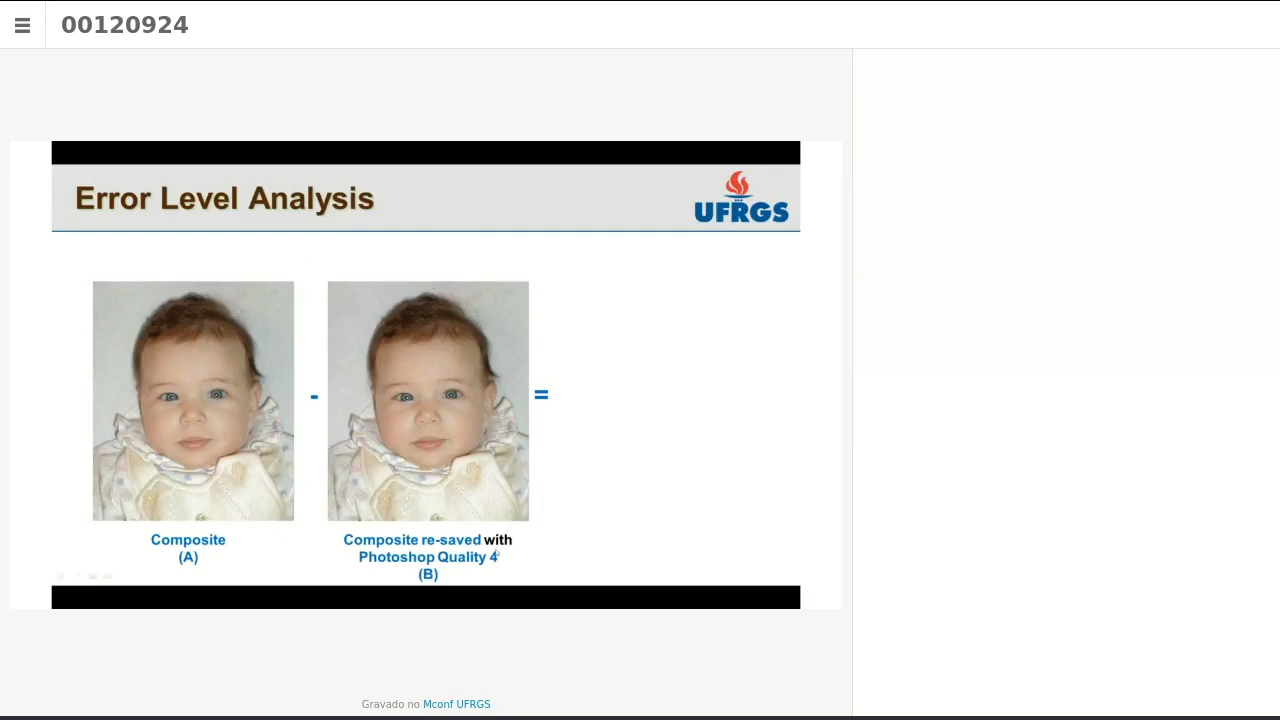 00120924
Error Level Analysis
UFRGS
-
=
Composite
(A)
Composite re-saved with
Photoshop Quality 4
(B)
Gravado no Mconf UFRGS